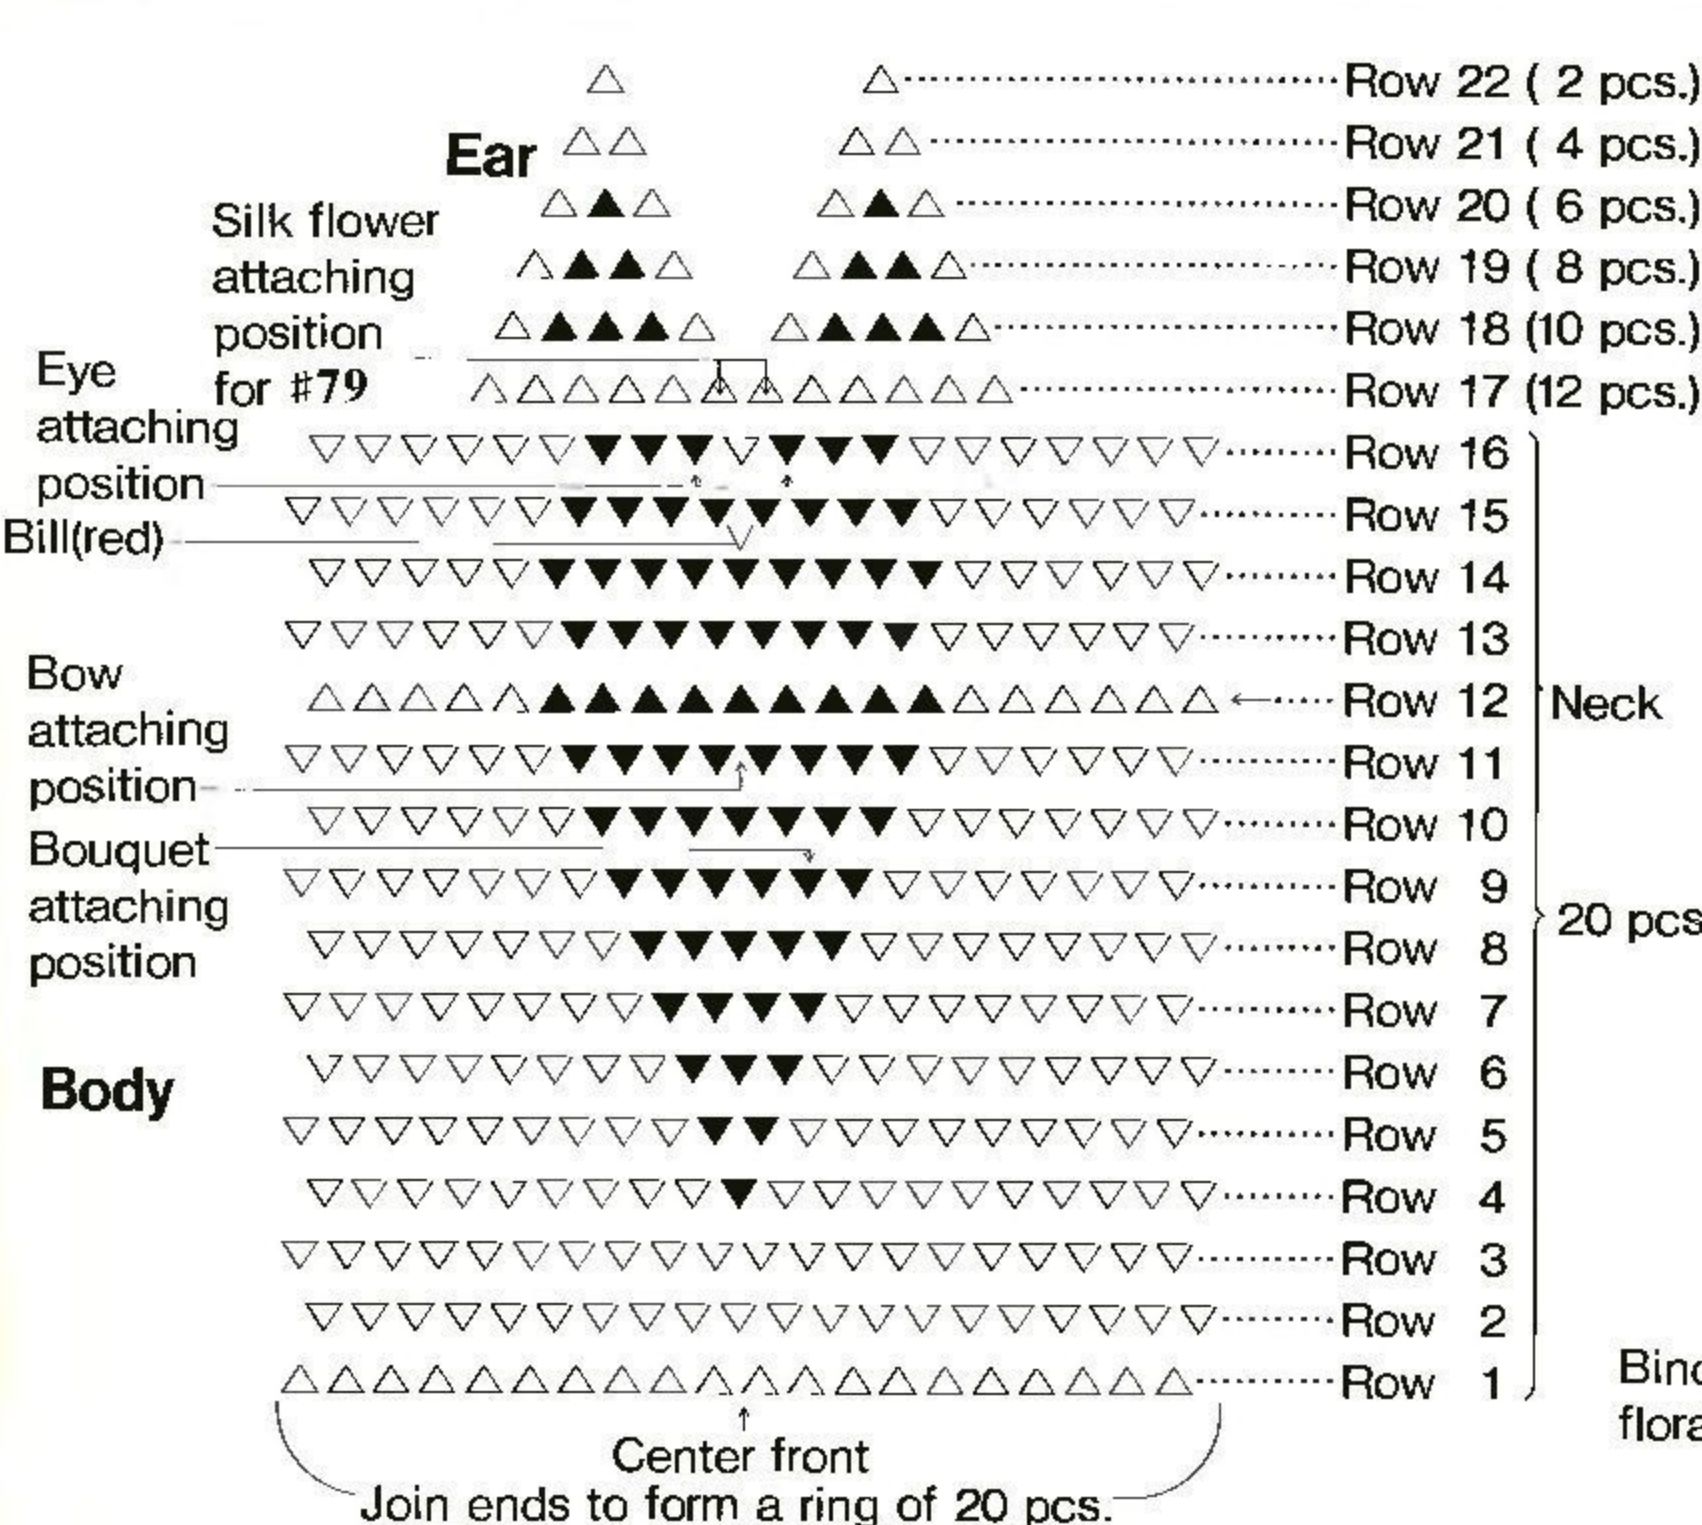 Row 22 ( 2 pcs.)
Ear
Row 21 ( 4 pcs.)
Row 20 ( 6 pcs.)
Silk flower
attaching
position
for #79
Row 19 ( 8 pcs.)
Row 18 (10 pcs.)
Row 17 (12 pcs.)
Eye
attaching
position
Row 16
Row 15
Bill(red)
Row 14
Row 13
Bow
attaching
position
Row 12
Neck
Row 11
Row 10
Bouquet
attaching
position
Row 9
20 pcs
Row 8
Row 7
Body
Row 6
Row 5
Row 4
Row 3
Row 2
Row 1
Center front
Join ends to form a ring of 20 pcs.